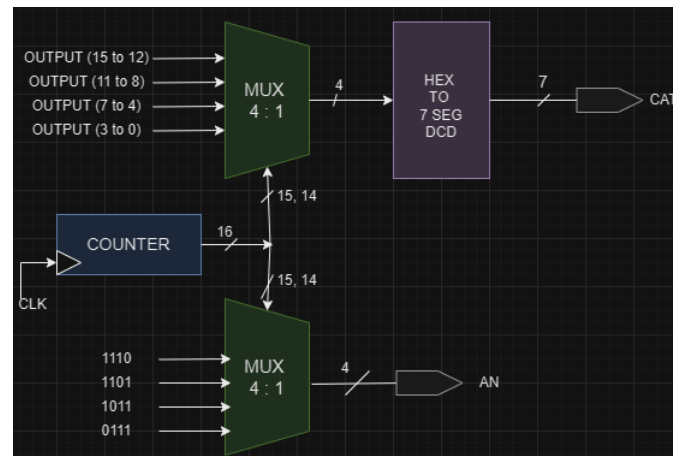 OUTPUT (15 to 12)
OUTPUT (11 to 8)
OUTPUT (7 to 4)
OUTPUT (3 to 0)
MUX
4 : 1
4
HEX
TO
7 SEG
DCD
7
CAT
15, 14
COUNTER
16
CLK
15, 14
1110
1101
1011
0111
MUX
4 : 1
4
AN